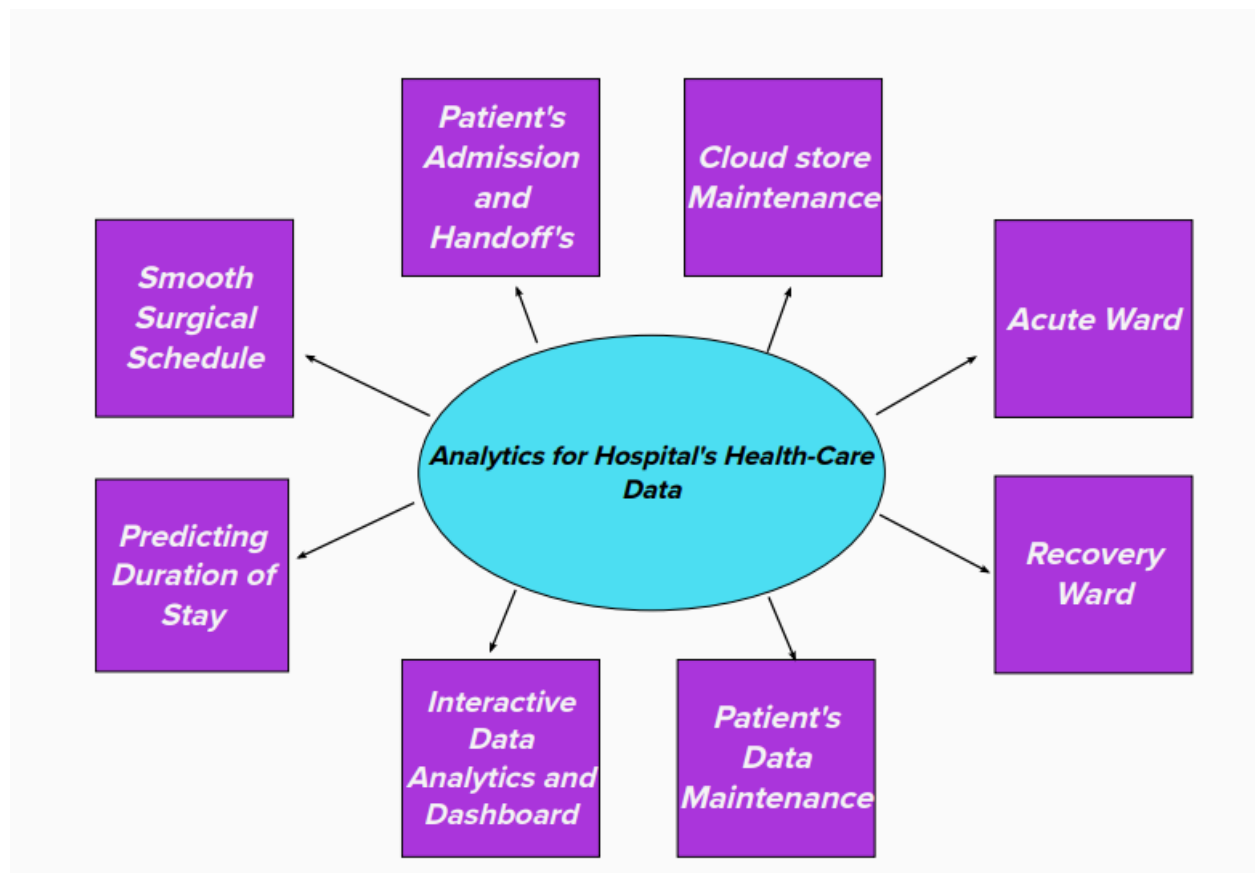 Patient's
Admission
and
Handoff's
Cloud store
Maintenance
Smooth
Surgical
Schedule
Acute Ward
Analytics for Hospital's Health-Care
Data
Predicting
Duration of
Stay
Recovery
Ward
Interactive
Data
Analytics and
Dashboard
Patient's
Data
Maintenance